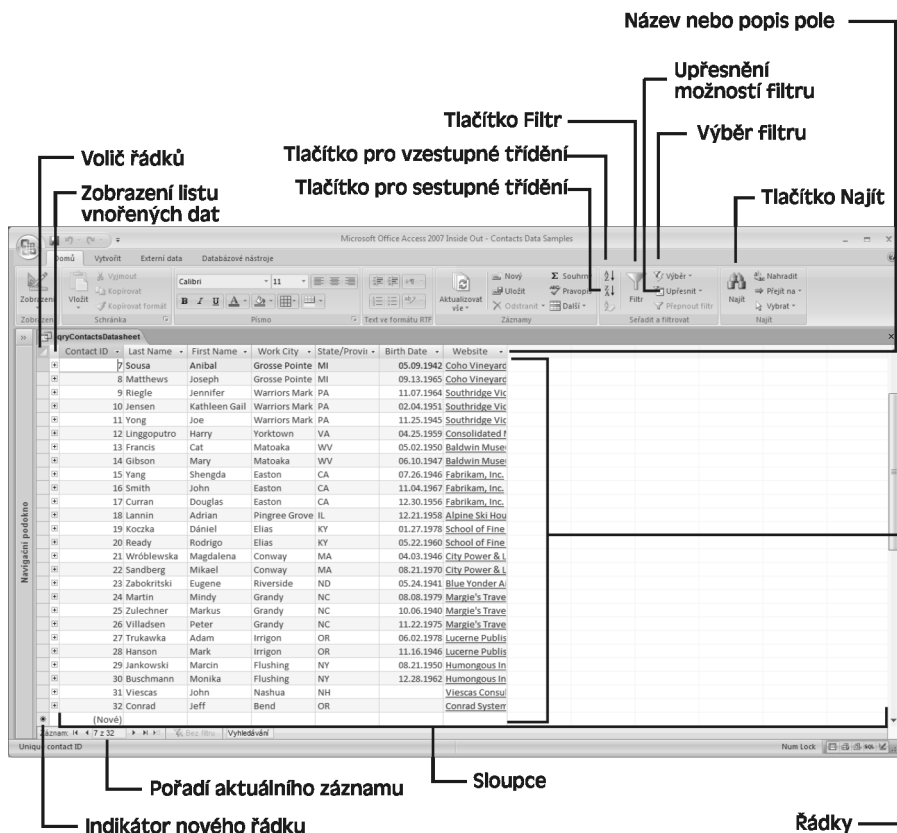 Název nebo popis pole
Upřesnění
možností filtru
Tlačítko Filtr
Výběr filtru
Volič řádků
Tlačítko pro vzestupné třídění
Zobrazení listu
vnořených dat
Tlačítko pro sestupné třídění
Tlačítko Najít
Microsoft Office Access 2007 Inside Out - Contacts Data Samples
Domů Vytvořit Externí data Databázové nástroje
Zobrazení
Vložit
Vyjmout
Kopírovat
Kopírovat formát
Schránka
Calibri 11
B I U A
Písmo
Text ve formátu RTF
Aktualizovat
vše
Nový
Uložit
Odstranit
Souhrny
Pravopis
Další
Záznamy
Filtr
Výběr
Upřesnit
Přepnout filtr
Seřadit a filtrovat
Najít
Nahradit
Přejít na
Vybrat
Najít
qryContactsDatasheet
Contact ID Last Name First Name Work City State/Provin Birth Date Website
7 Sousa Anibal Grosse Pointe MI 05.09.1942 Coho Vineyard
8 Matthews Joseph Grosse Pointe MI 09.13.1965 Coho Vineyard
9 Riegle Jennifer Warriors Mark PA 11.07.1964 Southridge Vid
10 Jensen Kathleen Gail Warriors Mark PA 02.04.1951 Southridge Vid
11 Yong Joe Warriors Mark PA 11.25.1945 Southridge Vid
12 Linggoputro Harry Yorktown VA 04.25.1959 Consolidated M
13 Francis Cat Matoaka WV 05.02.1950 Baldwin Museu
14 Gibson Mary Matoaka WV 06.10.1947 Baldwin Museu
15 Yang Shengda Easton CA 07.26.1946 Fabrikam, Inc.
16 Smith John Easton CA 11.04.1967 Fabrikam, Inc.
17 Curran Douglas Easton CA 12.30.1956 Fabrikam, Inc.
18 Lannin Adrian Pingree Grove IL 12.21.1958 Alpine Ski Hou
19 Koczka Dániel Elias KY 01.27.1978 School of Fine
20 Ready Rodrigo Elias KY 05.22.1960 School of Fine
21 Wróblewska Magdalena Conway MA 04.03.1946 City Power & L
22 Sandberg Mikael Conway MA 08.21.1970 City Power & L
23 Zabokritski Eugene Riverside ND 05.24.1941 Blue Yonder Ai
24 Martin Mindy Grandy NC 08.08.1979 Margie's Trave
25 Zulechner Markus Grandy NC 10.06.1940 Margie's Trave
26 Villadsen Peter Grandy NC 11.22.1975 Margie's Trave
27 Trukawka Adam Irrigon OR 06.02.1978 Lucerne Publis
28 Hanson Mark Irrigon OR 11.16.1946 Lucerne Publis
29 Jankowski Marcin Flushing NY 08.21.1950 Humongous In
30 Buschmann Monika Flushing NY 12.28.1962 Humongous In
31 Viescas John Nashua NH Viescas Consul
32 Conrad Jeff Bend OR Conrad System
(Nové)
Navigační podokno
Záznam: 7 z 32 Bez filtru Vyhledávání
Unique contact ID Num Lock SQL
Pořadí aktuálního záznamu
Sloupce
Indikátor nového řádku
Řádky